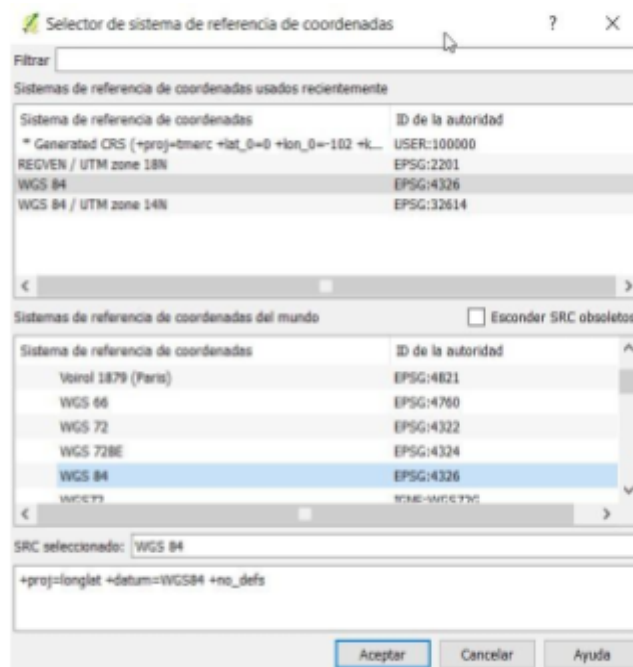 Selector de sistema de referencia de coordenadas ? ✕
Filtrar
Sistemas de referencia de coordenadas usados recientemente
Sistema de referencia de coordenadas ID de la autoridad
* Generated CRS (+proj=tmerc +lat_0=0 +lon_0=-102 +k... USER:100000
REGVEN / UTM zone 18N EPSG:2201
WGS 84 EPSG:4326
WGS 84 / UTM zone 14N EPSG:32614
Sistemas de referencia de coordenadas del mundo Esconder SRC obsoletos
Sistema de referencia de coordenadas ID de la autoridad
Voirol 1879 (Paris) EPSG:4821
WGS 66 EPSG:4760
WGS 72 EPSG:4322
WGS 72BE EPSG:4324
WGS 84 EPSG:4326
WGS72 IGNF:WGS72G
SRC seleccionado: WGS 84
+proj=longlat +datum=WGS84 +no_defs
Aceptar Cancelar Ayuda